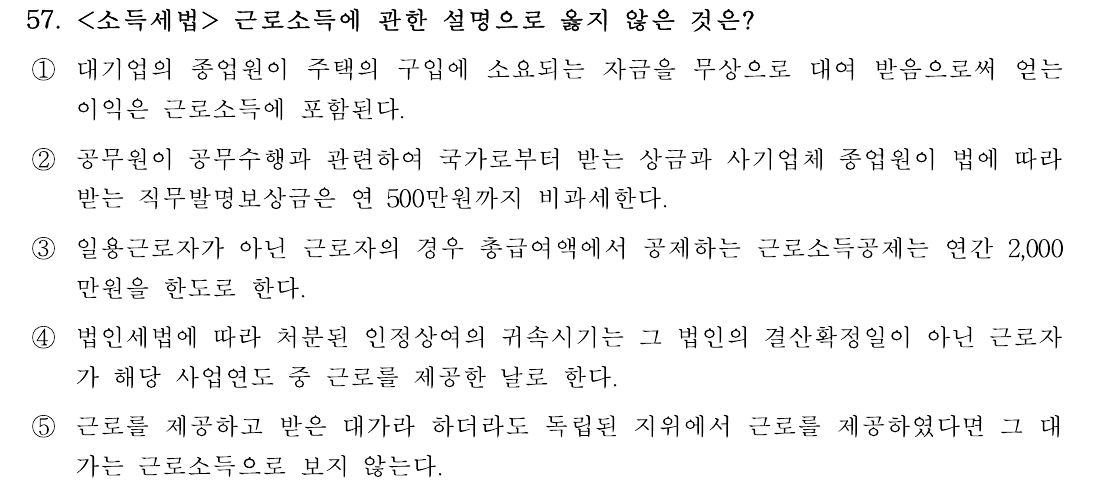 57. <소득세법> 근로소득에 관한 설명으로 옳지 않은 것은?
① 대기업의 종업원이 주택의 구입에 소요되는 자금을 무상으로 대여 받음으로써 얻는
이익은 근로소득에 포함된다.
② 공무원이 공무수행과 관련하여 국가로부터 받는 상금과 사기업체 종업원이 법에 따라
받는 직무발명보상금은 연 500만원까지 비과세한다.
③ 일용근로자가 아닌 근로자의 경우 총급여액에서 공제하는 근로소득공제는 연간 2,000
만원을 한도로 한다.
④ 법인세법에 따라 처분된 인정상여의 귀속시기는 그 법인의 결산확정일이 아닌 근로자
가 해당 사업연도 중 근로를 제공한 날로 한다.
⑤ 근로를 제공하고 받은 대가라 하더라도 독립된 지위에서 근로를 제공하였다면 그 대
가는 근로소득으로 보지 않는다.